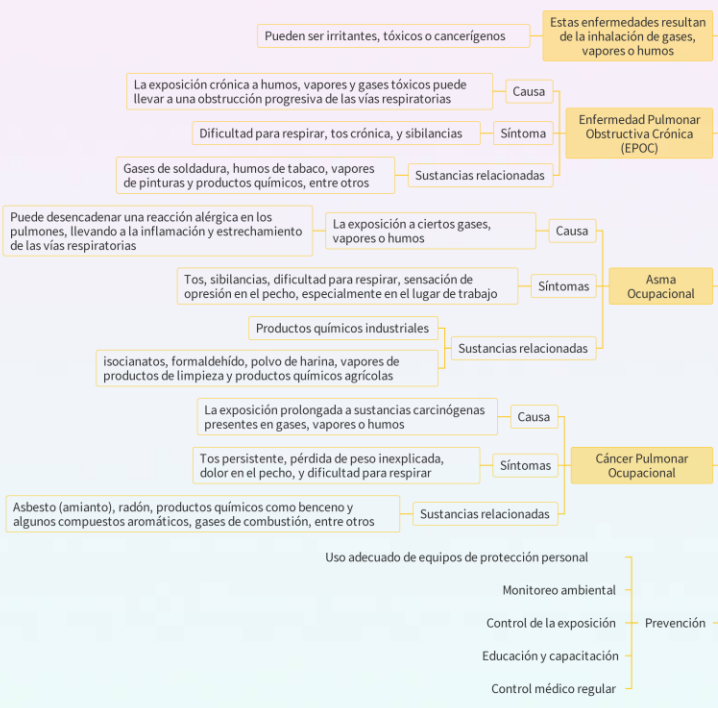 Estas enfermedades resultan
de la inhalación de gases,
vapores o humos
Pueden ser irritantes, tóxicos o cancerígenos
Enfermedad Pulmonar
Obstructiva Crónica
(EPOC)
Causa
La exposición crónica a humos, vapores y gases tóxicos puede
llevar a una obstrucción progresiva de las vías respiratorias
Síntoma
Dificultad para respirar, tos crónica, y sibilancias
Sustancias relacionadas
Gases de soldadura, humos de tabaco, vapores
de pinturas y productos químicos, entre otros
Asma
Ocupacional
Causa
La exposición a ciertos gases,
vapores o humos
Puede desencadenar una reacción alérgica en los
pulmones, llevando a la inflamación y estrechamiento
de las vías respiratorias
Síntomas
Tos, sibilancias, dificultad para respirar, sensación de
opresión en el pecho, especialmente en el lugar de trabajo
Sustancias relacionadas
Productos químicos industriales
isocianatos, formaldehído, polvo de harina, vapores de
productos de limpieza y productos químicos agrícolas
Cáncer Pulmonar
Ocupacional
Causa
La exposición prolongada a sustancias carcinógenas
presentes en gases, vapores o humos
Síntomas
Tos persistente, pérdida de peso inexplicada,
dolor en el pecho, y dificultad para respirar
Sustancias relacionadas
Asbesto (amianto), radón, productos químicos como benceno y
algunos compuestos aromáticos, gases de combustión, entre otros
Prevención
Uso adecuado de equipos de protección personal
Monitoreo ambiental
Control de la exposición
Educación y capacitación
Control médico regular